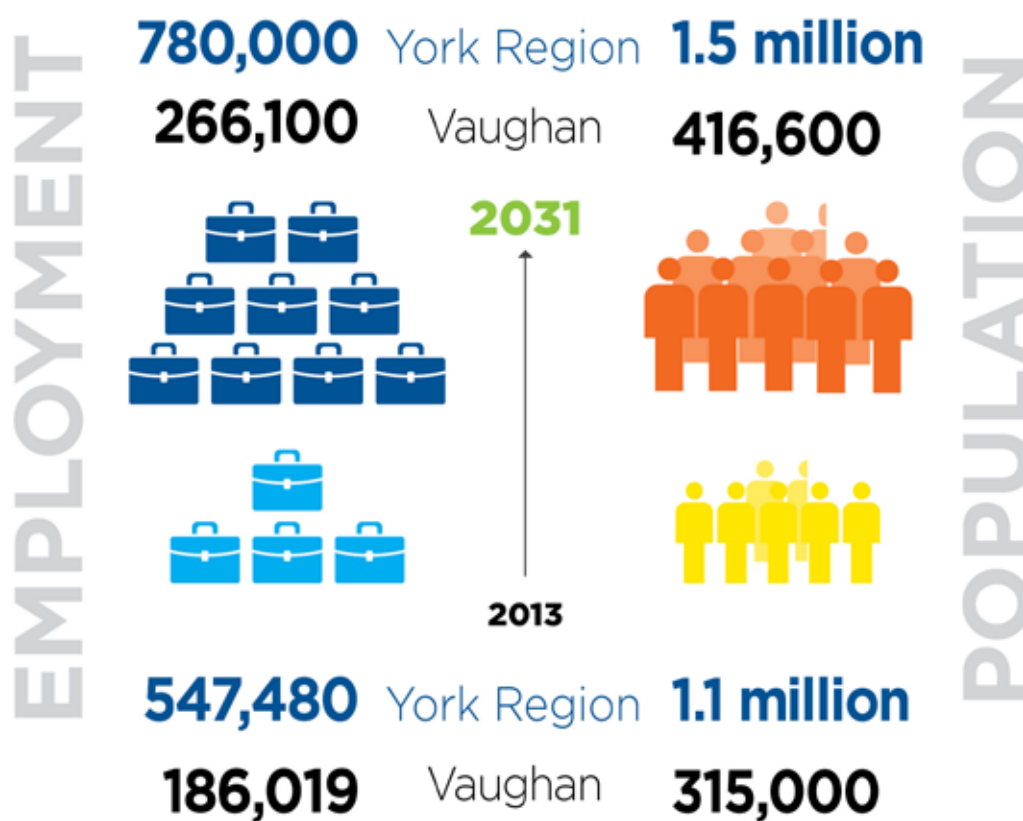 EMPLOYMENT
780,000 York Region 1.5 million
266,100 Vaughan 416,600
2031
2013
547,480 York Region 1.1 million
186,019 Vaughan 315,000
POPULATION